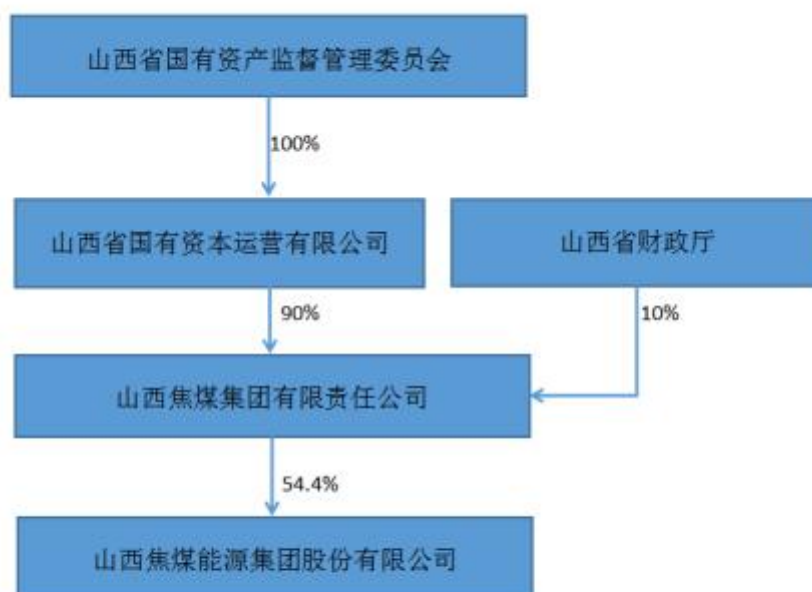 山西省国有资产监督管理委员会
100%
山西省国有资本运营有限公司
山西省财政厅
90%
10%
山西焦煤集团有限责任公司
54.4%
山西焦煤能源集团股份有限公司